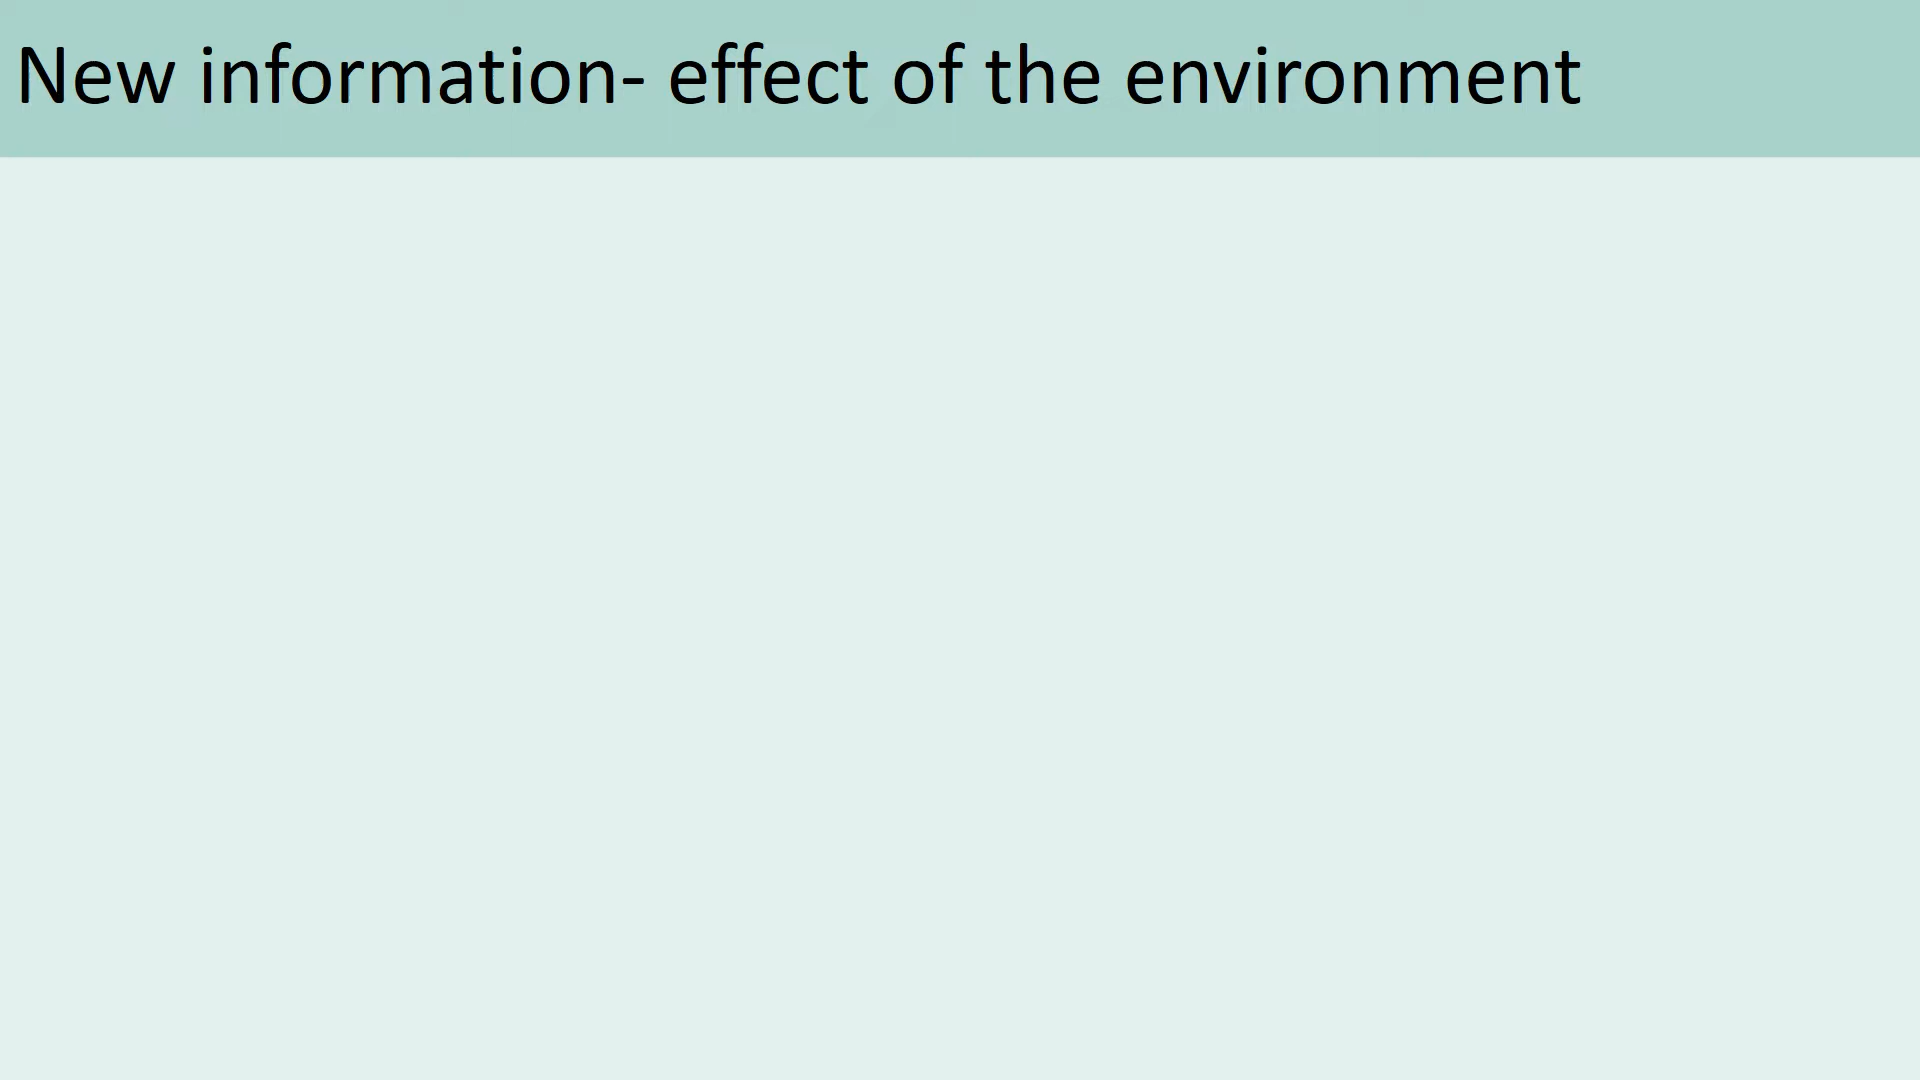 New information- effect of the environment